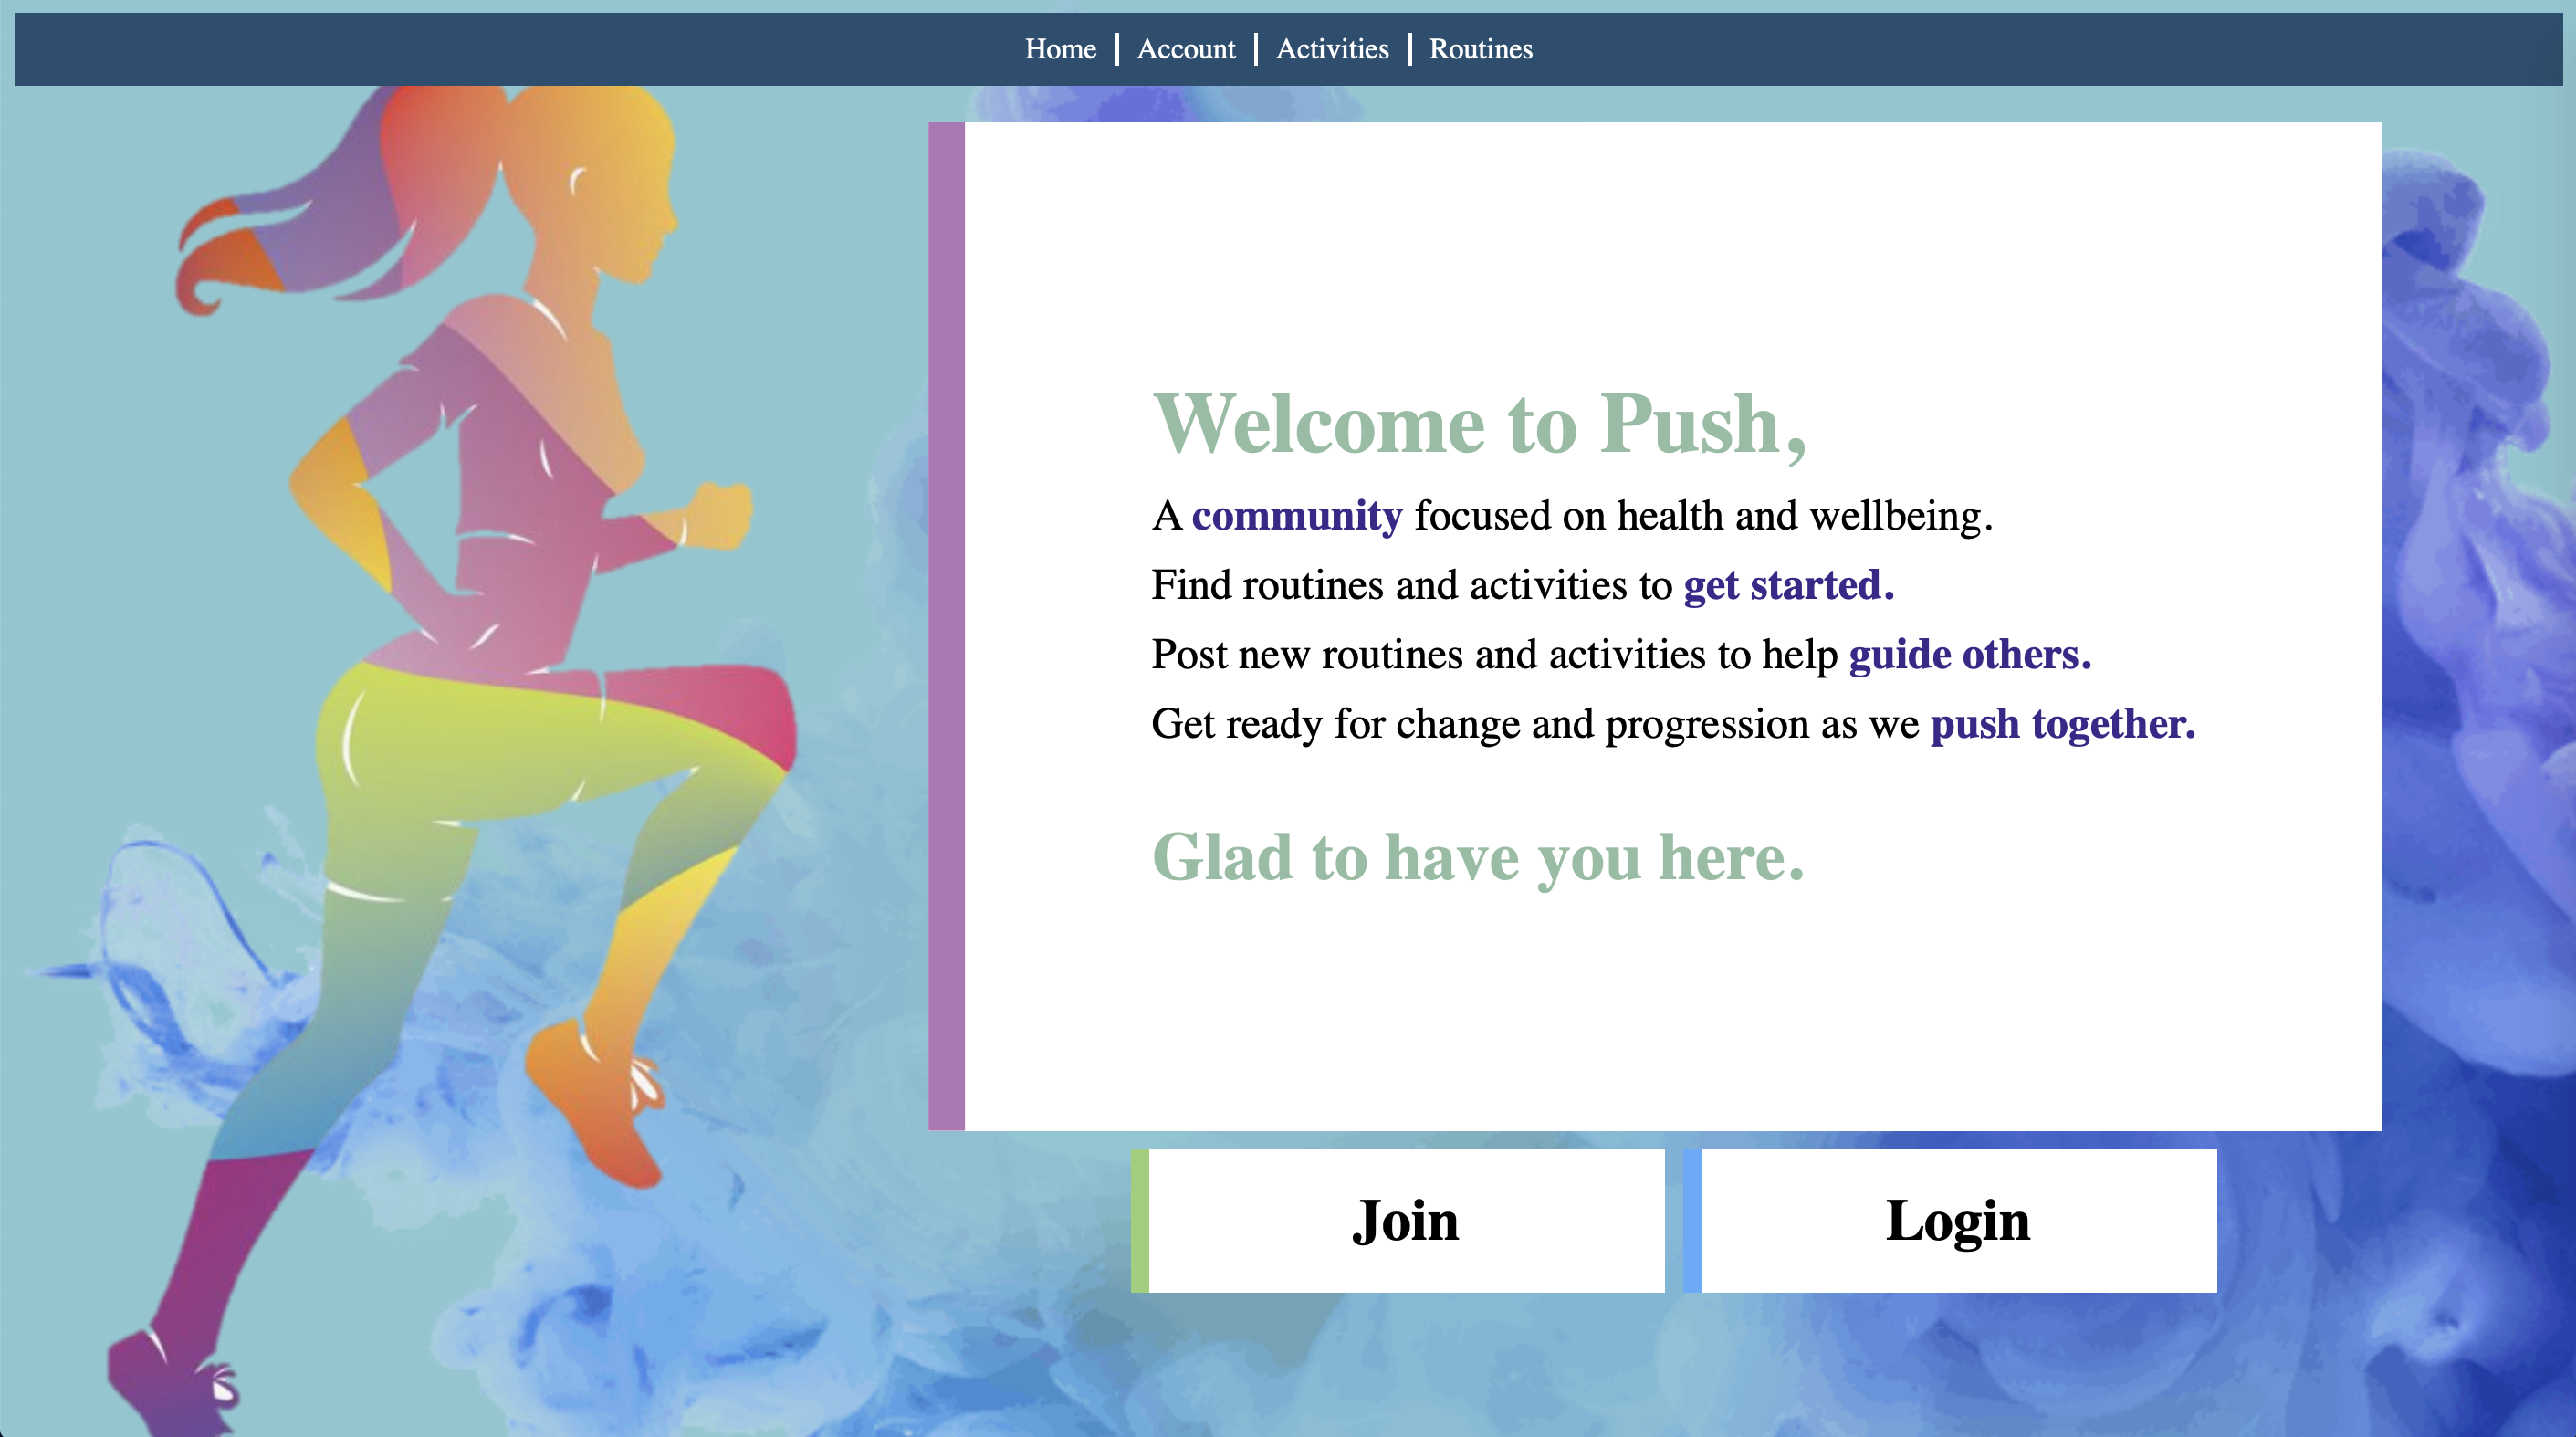 Home | Account | Activities | Routines
Welcome to Push,
A community focused on health and wellbeing.
Find routines and activities to get started.
Post new routines and activities to help guide others.
Get ready for change and progression as we push together.
Glad to have you here.
Join
Login